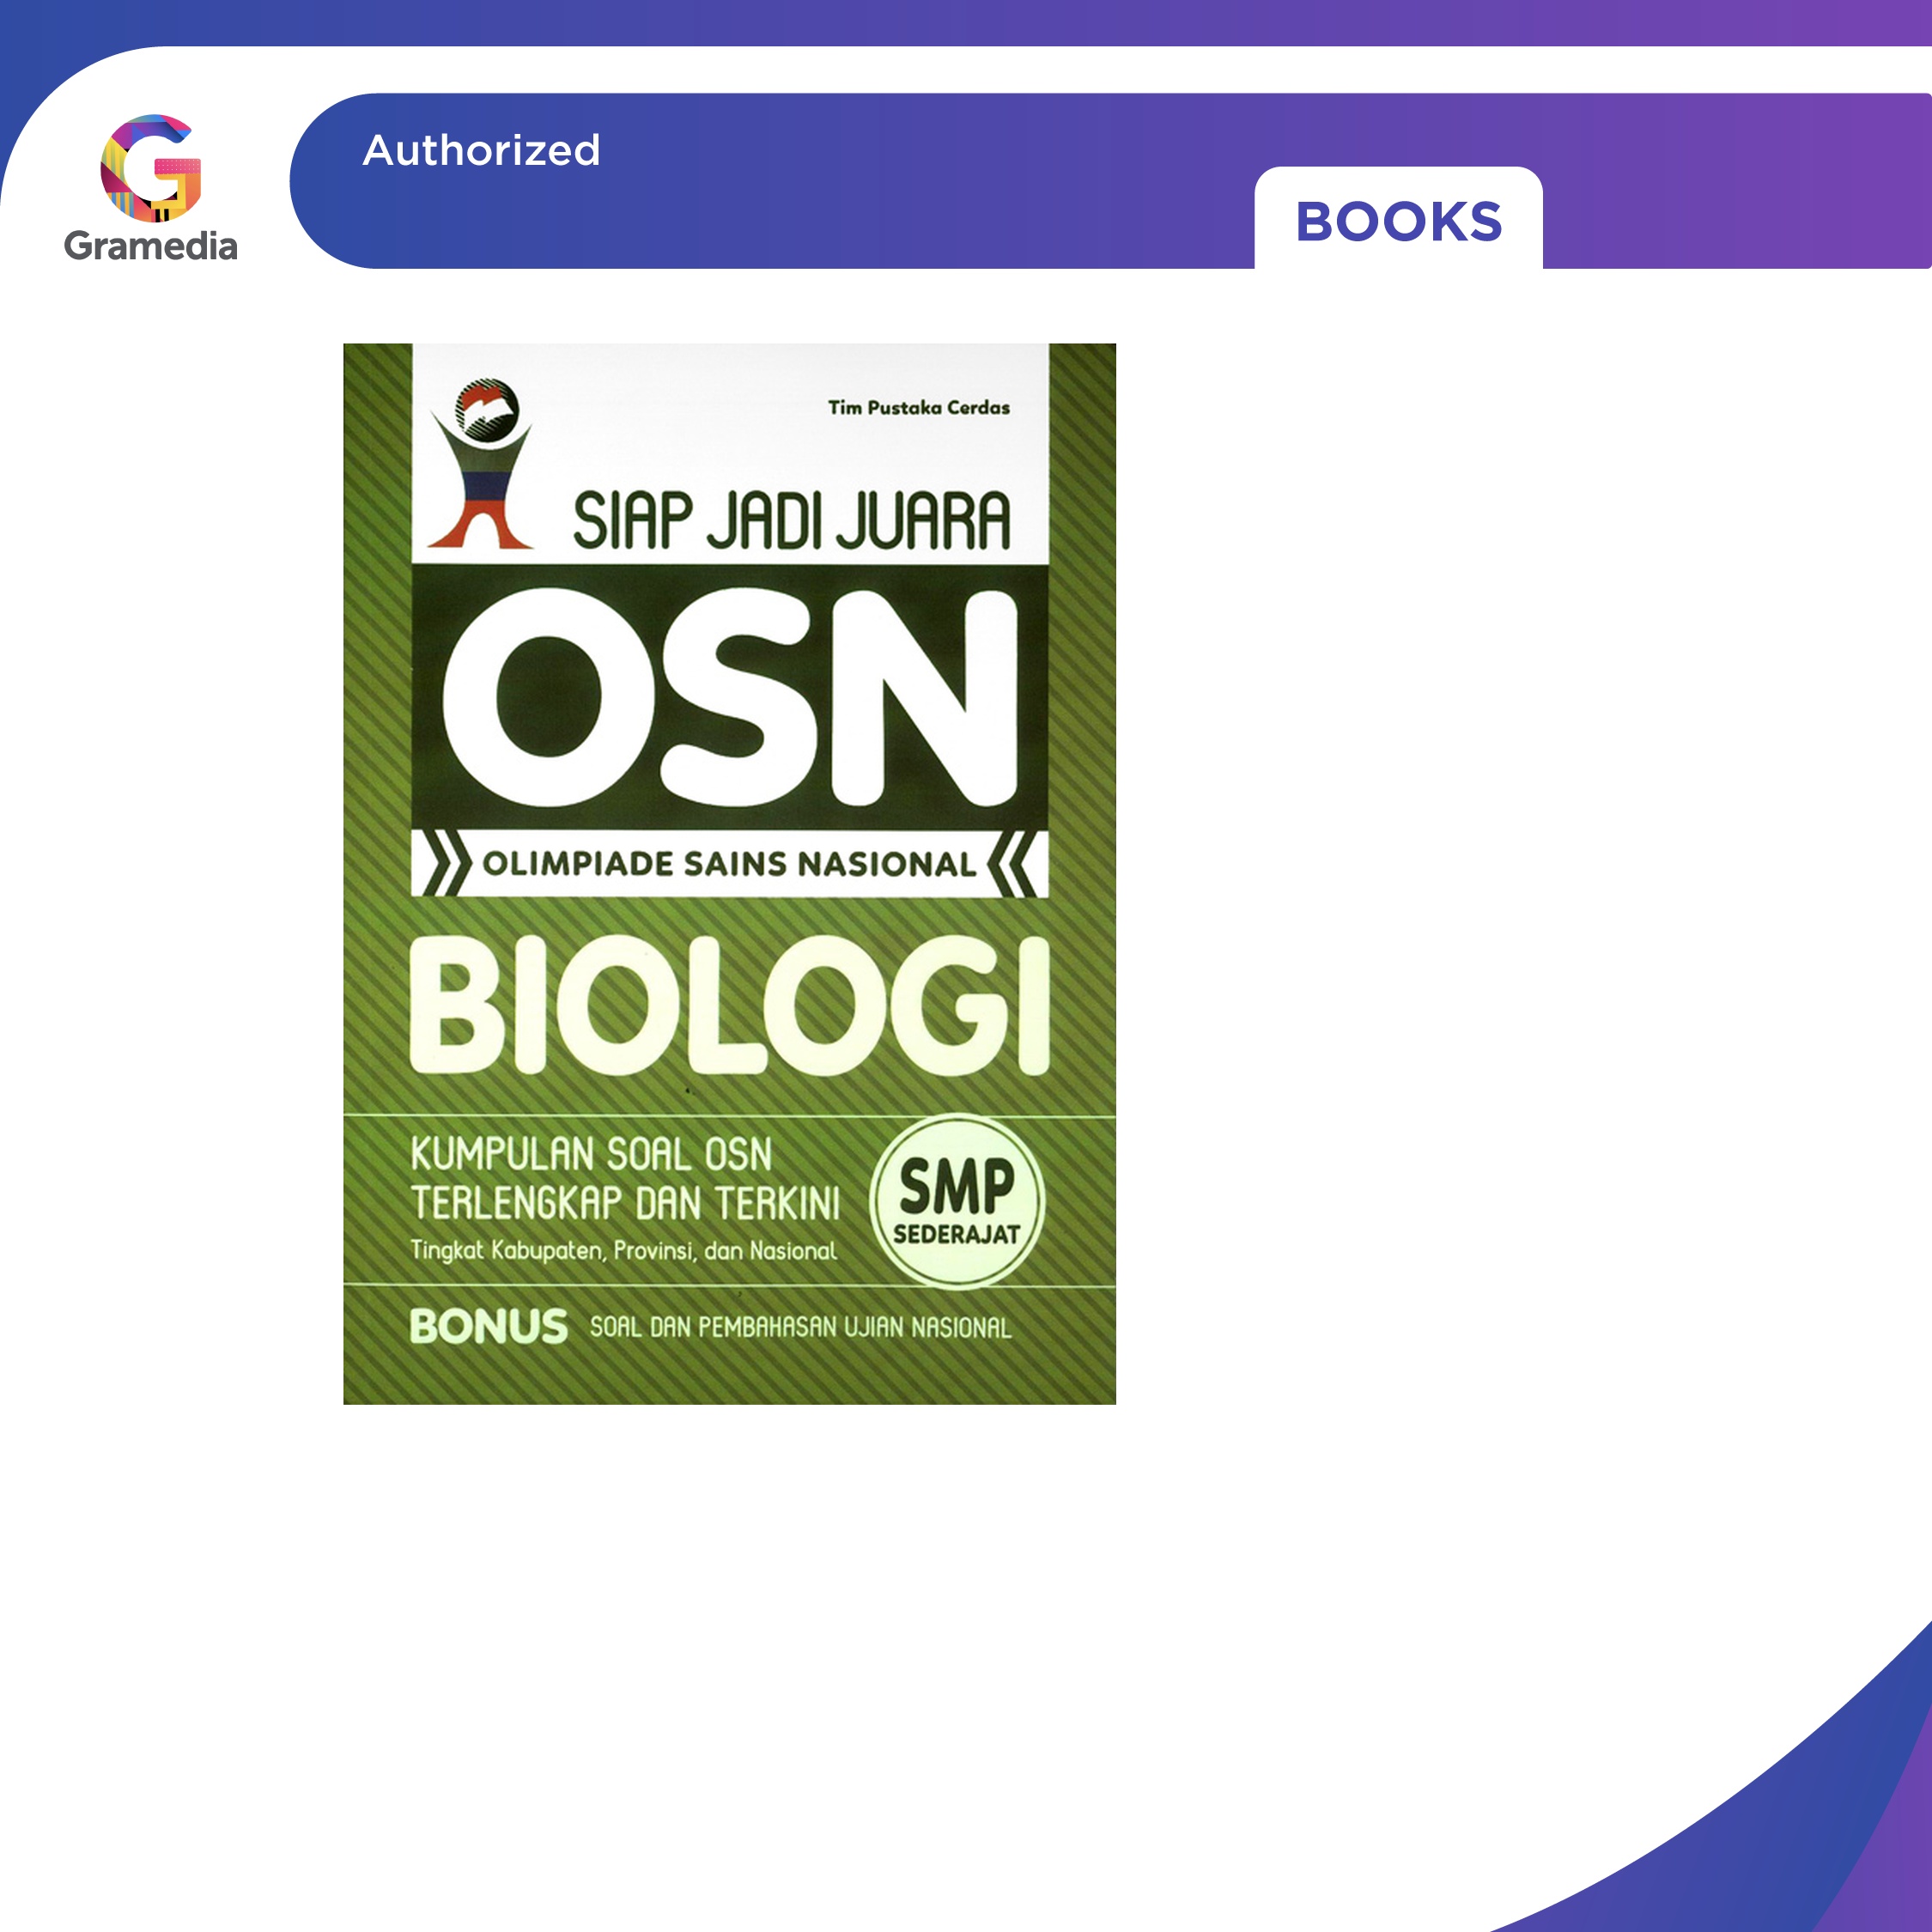 Gramedia
Authorized
BOOKS
Tim Pustaka Cerdas
SIAP JADI JUARA
OSN
OLIMPIADE SAINS NASIONAL
BIOLOGI
KUMPULAN SOAL OSN
TERLENGKAP DAN TERKINI
Tingkat Kabupaten, Provinsi, dan Nasional
SMP
SEDERAJAT
BONUS SOAL DAN PEMBAHASAN UJIAN NASIONAL